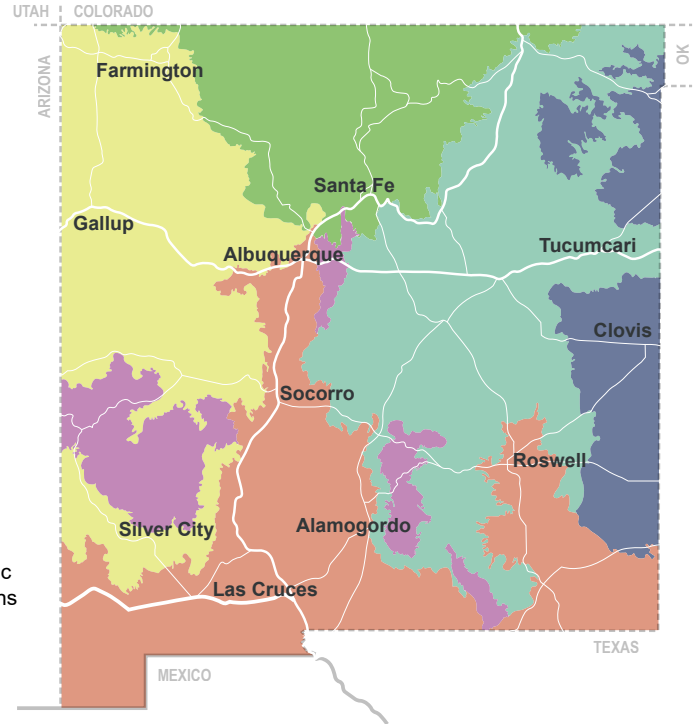 UTAH COLORADO
ARIZONA
OK
Farmington
Santa Fe
Gallup
Albuquerque
Tucumcari
Clovis
Socorro
Roswell
Silver City
Alamogordo
c
Las Cruces
ns
TEXAS
MEXICO